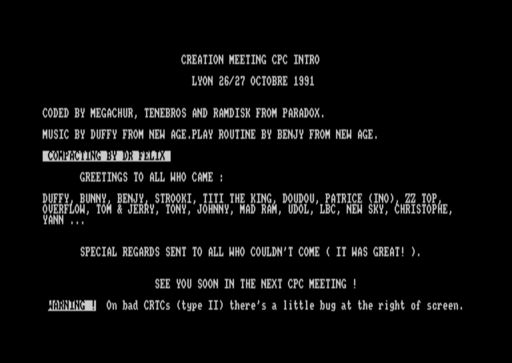 CREATION MEETING CPC INTRO
LYON 26/27 OCTOBRE 1991
CODED BY MEGACHUR, TENEBROS AND RAMDISK FROM PARADOX.
MUSIC BY DUFFY FROM NEW AGE.PLAY ROUTINE BY BENJY FROM NEW AGE.
COMPACTING BY DR FELIX
GREETINGS TO ALL WHO CAME :
DUFFY, BUNNY, BENJY, STROOKI, TITI THE KING, DOUDOU, PATRICE (INO), ZZ TOP,
OVERFLOW, TOM & JERRY, TONY, JOHNNY, MAD RAM, UDOL, LBC, NEW SKY, CHRISTOPHE,
YANN ...
SPECIAL REGARDS SENT TO ALL WHO COULDN'T COME ( IT WAS GREAT! ).
SEE YOU SOON IN THE NEXT CPC MEETING !
WARNING ! On bad CRTCs (type II) there's a little bug at the right of screen.